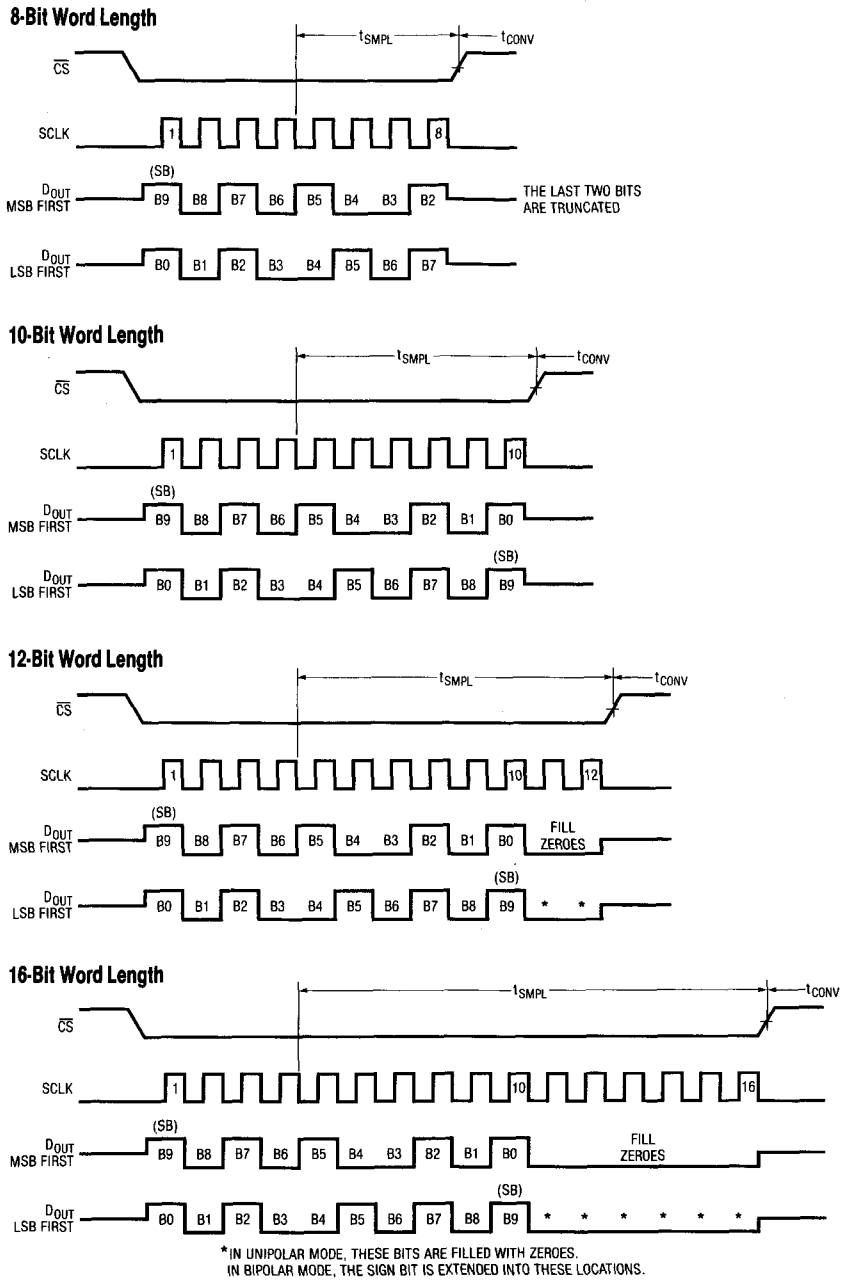 8-Bit Word Length
tSMPL tCONV
CS
SCLK 1 8
(SB)
DOUT
MSB FIRST B9 B8 B7 B6 B5 B4 B3 B2 THE LAST TWO BITS
ARE TRUNCATED
DOUT
LSB FIRST B0 B1 B2 B3 B4 B5 B6 B7
10-Bit Word Length
tSMPL tCONV
CS
SCLK 1 10
(SB)
DOUT
MSB FIRST B9 B8 B7 B6 B5 B4 B3 B2 B1 B0
(SB)
DOUT
LSB FIRST B0 B1 B2 B3 B4 B5 B6 B7 B8 B9
12-Bit Word Length
tSMPL tCONV
CS
SCLK 1 10 12
(SB)
DOUT
MSB FIRST B9 B8 B7 B6 B5 B4 B3 B2 B1 B0 FILL
ZEROES
(SB)
DOUT
LSB FIRST B0 B1 B2 B3 B4 B5 B6 B7 B8 B9 * *
16-Bit Word Length
tSMPL tCONV
CS
SCLK 1 10 16
(SB)
DOUT
MSB FIRST B9 B8 B7 B6 B5 B4 B3 B2 B1 B0 FILL
ZEROES
(SB)
DOUT
LSB FIRST B0 B1 B2 B3 B4 B5 B6 B7 B8 B9 * * * * * *
*IN UNIPOLAR MODE, THESE BITS ARE FILLED WITH ZEROES.
IN BIPOLAR MODE, THE SIGN BIT IS EXTENDED INTO THESE LOCATIONS.